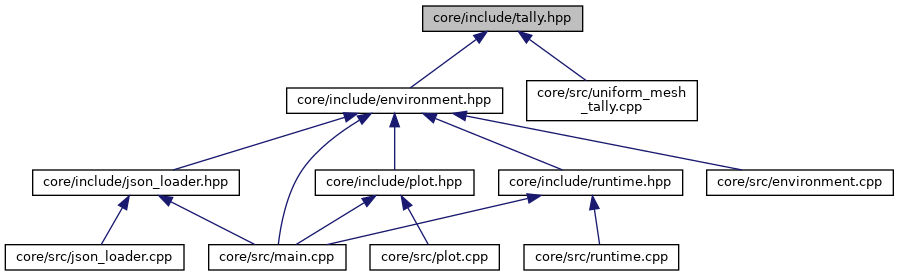 core/include/tally.hpp
core/include/environment.hpp
core/src/uniform_mesh
_tally.cpp
core/include/json_loader.hpp
core/include/plot.hpp
core/include/runtime.hpp
core/src/environment.cpp
core/src/json_loader.cpp
core/src/main.cpp
core/src/plot.cpp
core/src/runtime.cpp